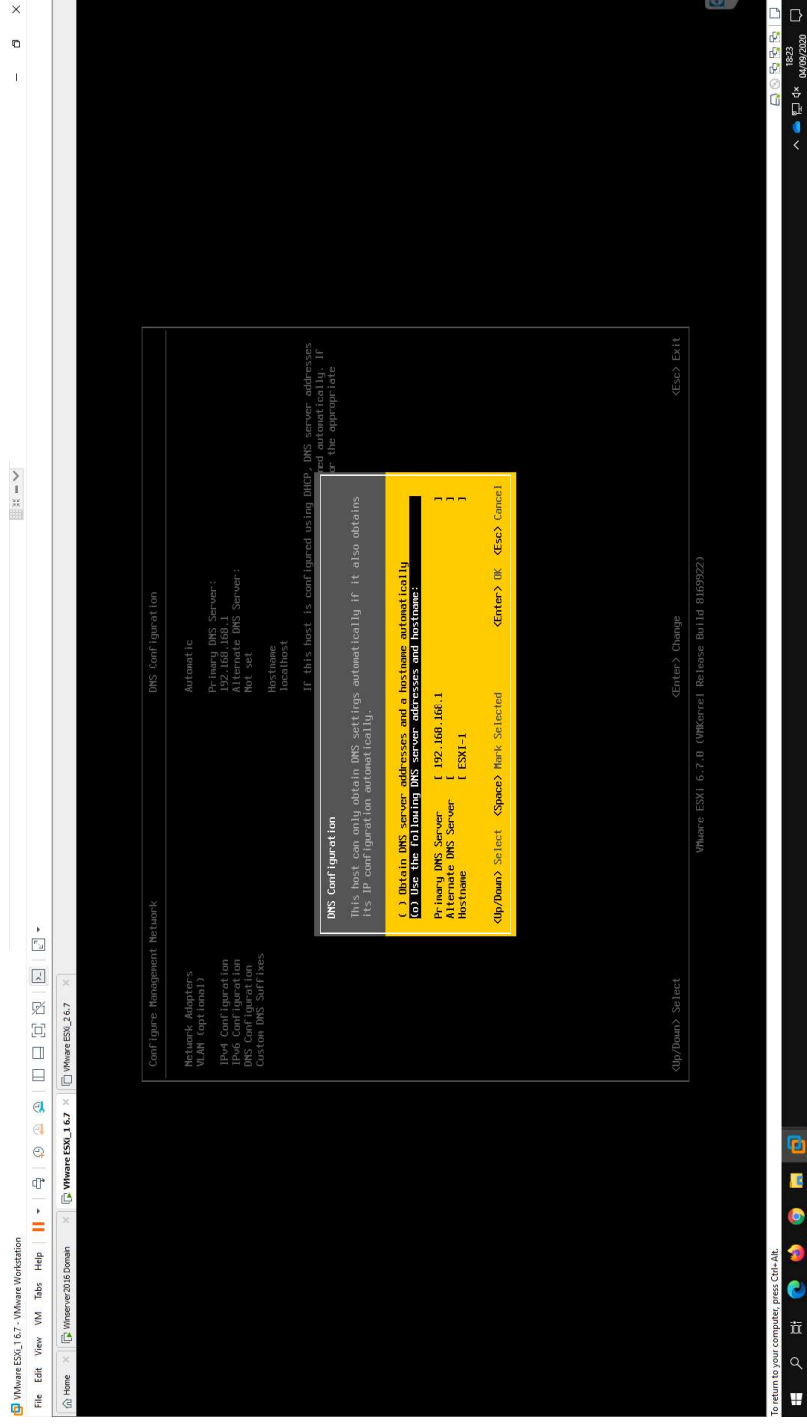 VMware ESXi_1 6.7 - VMware Workstation
File Edit View VM Tabs Help
Home
Winserver2016 Domain
VMware ESXi_1 6.7
VMware ESXi_2 6.7
Configure Management Network
DNS Configuration
Network Adapters
VLAN (optional)
IPv4 Configuration
IPv6 Configuration
DNS Configuration
Custom DNS Suffixes
Automatic
Primary DNS Server:
192.168.168.1
Alternate DNS Server:
Not set
Hostname
localhost
If this host is configured using DHCP, DNS server addresses
red automatically. If
or the appropriate
DNS Configuration
This host can only obtain DNS settings automatically if it also obtains
its IP configuration automatically.
( ) Obtain DNS server addresses and a hostname automatically
(o) Use the following DNS server addresses and hostname:
Primary DNS Server [ 192.168.168.1 ]
Alternate DNS Server [ ]
Hostname [ ESXI-1 ]
<Up/Down> Select <Space> Mark Selected <Enter> OK <Esc> Cancel
<Up/Down> Select <Enter> Change <Esc> Exit
VMware ESXi 6.7.0 (VMKernel Release Build 8169922)
To return to your computer, press Ctrl+Alt.
18:23
04/09/2020